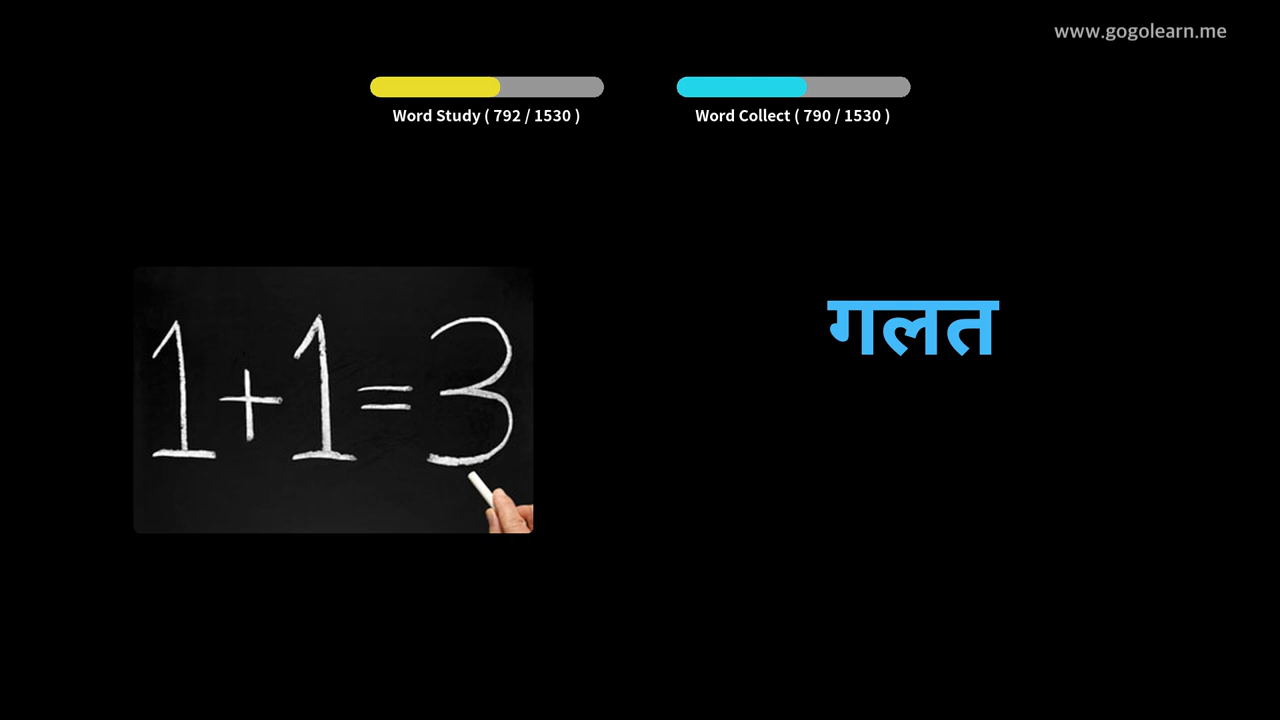 www.gogolearn.me
Word Study ( 792 / 1530 )
Word Collect ( 790 / 1530 )
1+1=3
गलत